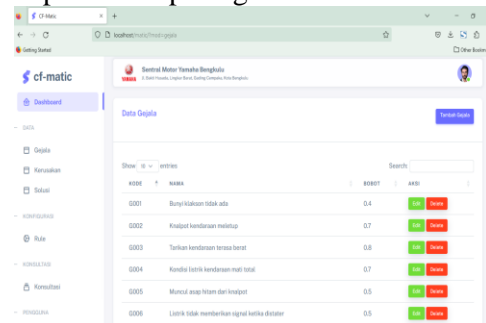 CF-Matic
localhost/matic/?mod=gejala
Getting Started
Other Bookm
cf-matic
YAMAHA
Sentral Motor Yamaha Bengkulu
Dashboard
DATA
Gejala
Kerusakan
Solusi
KONFIGURASI
Rule
KONSULTASI
Konsultasi
PENGGUNA
Data Gejala
Tambah Gejala
Show 10 entries
Search:
KODE NAMA BOBOT AKSI
G001 Bunyi klakson tidak ada 0.4 Edit Delete
G002 Knalpot kendaraan meletup 0.7 Edit Delete
G003 Tarikan kendaraan terasa berat 0.8 Edit Delete
G004 Kondisi listrik kendaraan mati total 0.7 Edit Delete
G005 Muncul asap hitam dari knalpot 0.5 Edit Delete
G006 Listrik tidak memberikan signal ketika distater 0.5 Edit Delete